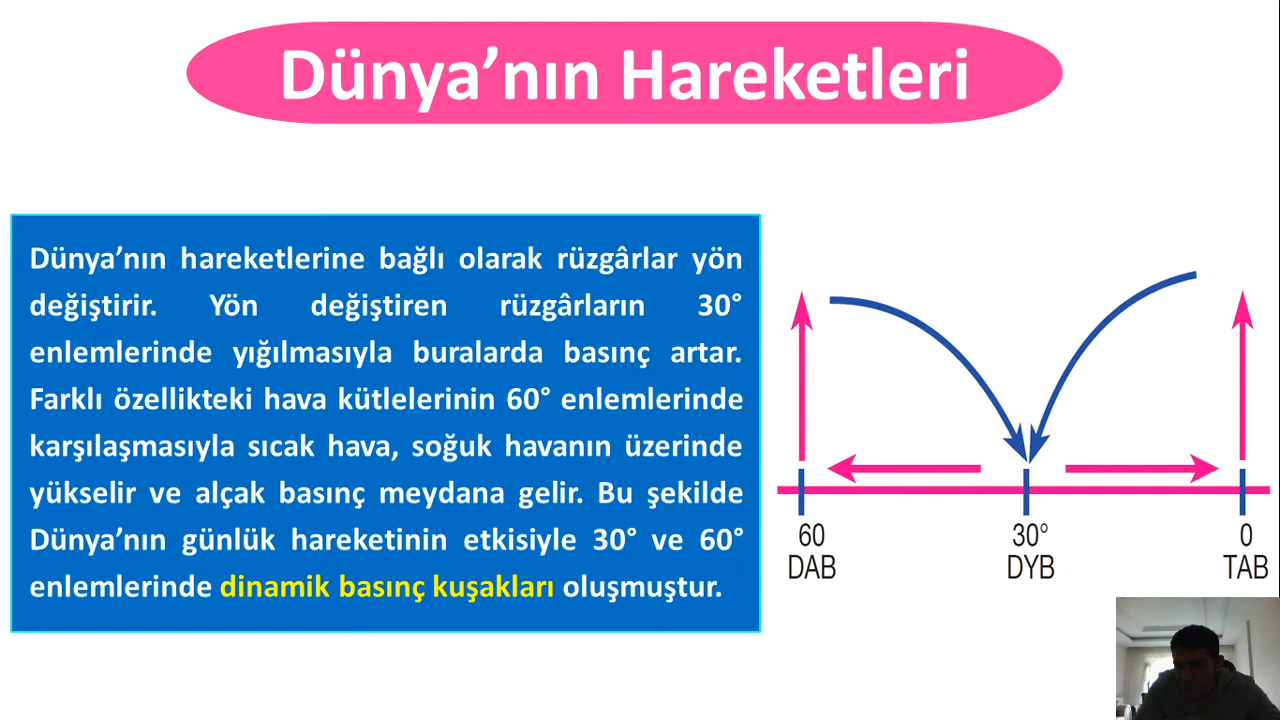 Dünya’nın Hareketleri
Dünya’nın hareketlerine bağlı olarak rüzgârlar yön
değiştirir. Yön değiştiren rüzgârların 30°
enlemlerinde yığılmasıyla buralarda basınç artar.
Farklı özellikteki hava kütlelerinin 60° enlemlerinde
karşılaşmasıyla sıcak hava, soğuk havanın üzerinde
yükselir ve alçak basınç meydana gelir. Bu şekilde
Dünya’nın günlük hareketinin etkisiyle 30° ve 60°
enlemlerinde dinamik basınç kuşakları oluşmuştur.
60 30° 0
DAB DYB TAB